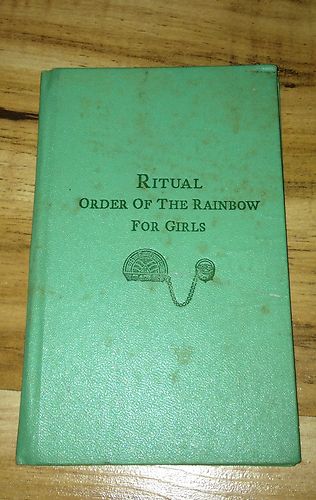 RITUAL
ORDER OF THE RAINBOW
FOR GIRLS